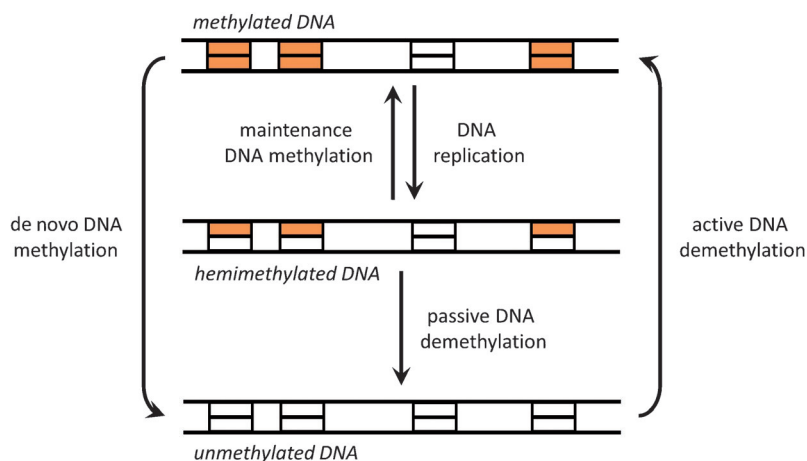 methylated DNA
maintenance
DNA methylation
DNA
replication
de novo DNA
methylation
active DNA
demethylation
hemimethylated DNA
passive DNA
demethylation
unmethylated DNA